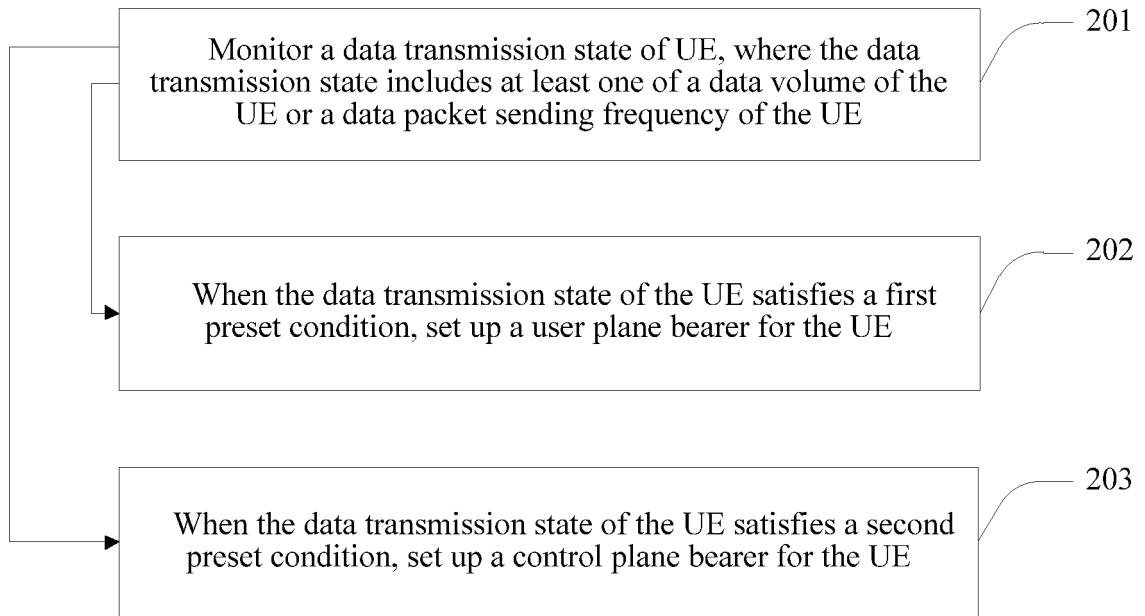 201
Monitor a data transmission state of UE, where the data
transmission state includes at least one of a data volume of the
UE or a data packet sending frequency of the UE
202
When the data transmission state of the UE satisfies a first
preset condition, set up a user plane bearer for the UE
203
When the data transmission state of the UE satisfies a second
preset condition, set up a control plane bearer for the UE